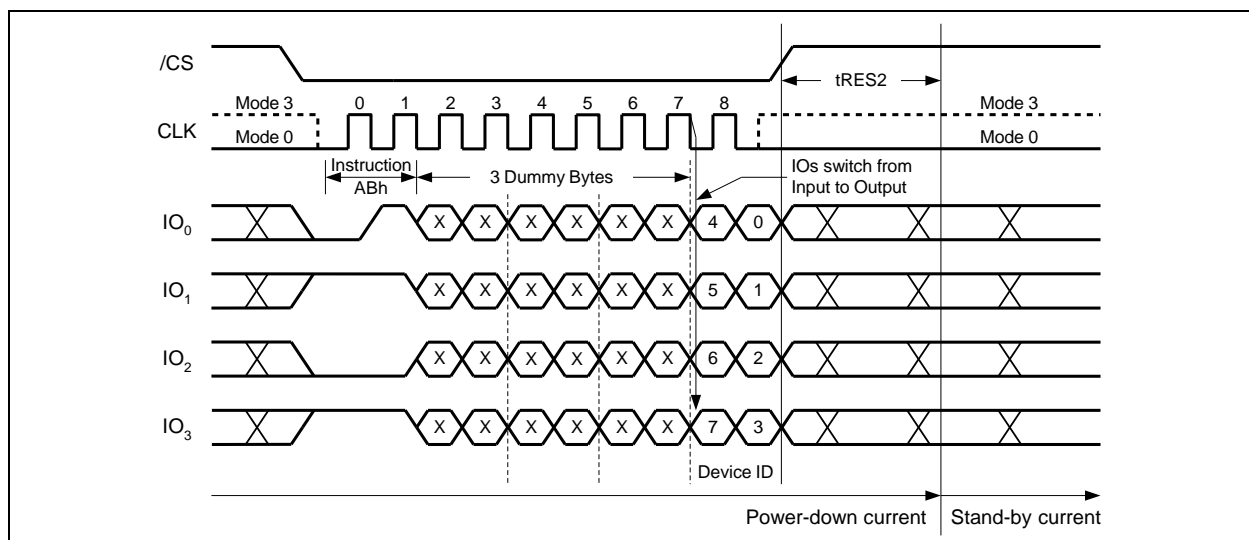 /CS
tRES2
Mode 3 0 1 2 3 4 5 6 7 8 Mode 3
CLK
Mode 0 Mode 0
Instruction
ABh
3 Dummy Bytes
IOs switch from
Input to Output
IO0 X X X X X X 4 0
IO1 X X X X X X 5 1
IO2 X X X X X X 6 2
IO3 X X X X X X 7 3
Device ID
Power-down current Stand-by current